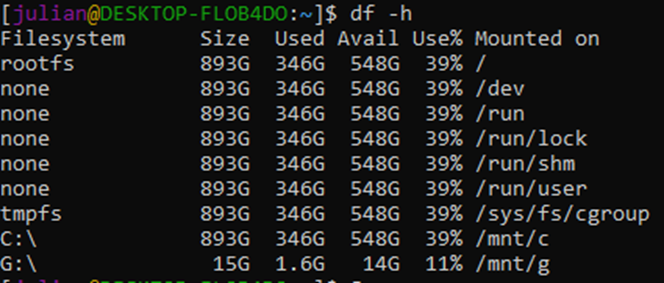 [julian@DESKTOP-FLOB4DO:~]$ df -h
Filesystem      Size  Used Avail Use% Mounted on
rootfs          893G  346G  548G  39% /
none            893G  346G  548G  39% /dev
none            893G  346G  548G  39% /run
none            893G  346G  548G  39% /run/lock
none            893G  346G  548G  39% /run/shm
none            893G  346G  548G  39% /run/user
tmpfs           893G  346G  548G  39% /sys/fs/cgroup
C:\             893G  346G  548G  39% /mnt/c
G:\              15G  1.6G   14G  11% /mnt/g